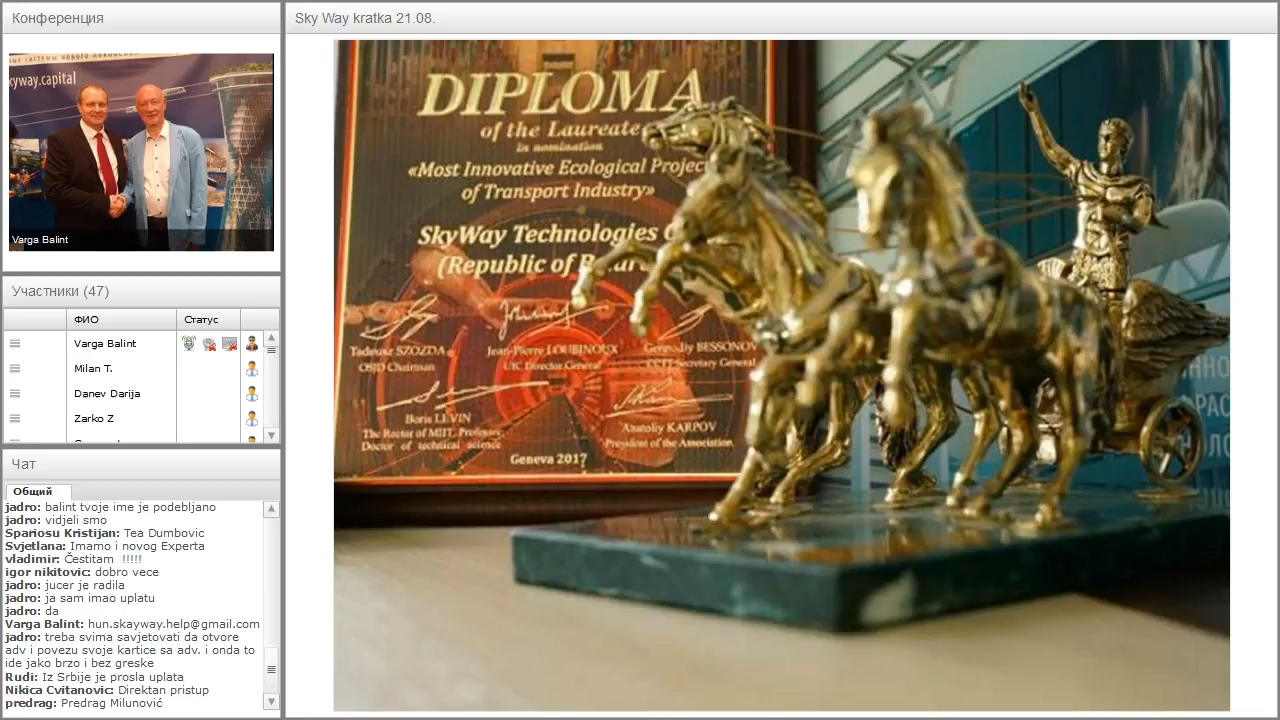 Конференция
skyway.capital
Varga Balint
Участники (47)
ФИО
Статус
Varga Balint
Milan T.
Danev Darija
Zarko Z
Чат
Общий
jadro: balint tvoje ime je podebljano
jadro: vidjeli smo
Spariosu Kristijan: Tea Dumbovic
Svjetlana: Imamo i novog Experta
vladimir: Čestitam !!!!!
igor nikitovic: dobro vece
jadro: jucer je radila
jadro: ja sam imao uplatu
jadro: da
Varga Balint: hun.skayway.help@gmail.com
jadro: treba svima savjetovati da otvore
adv i povezu svoje kartice sa adv. i onda to
ide jako brzo i bez greske
Rudi: Iz Srbije je prosla uplata
Nikica Cvitanovic: Direktan pristup
predrag: Predrag Milunović
Sky Way kratka 21.08.
DIPLOMA
of the Laureate
in nomination
«Most Innovative Ecological Project
of Transport Industry»
SkyWay Technologies
(Republic of
Tadeusz SZOZDA
OSJD Chairman
Jean-Pierre LOUBINOUX
UIC Director General
Gennadiy BESSONOV
Secretary General
Boris LEVIN
The Rector of MIIT, Professor,
Doctor of technical science
Anatoliy KARPOV
President of the Association
Geneva 2017